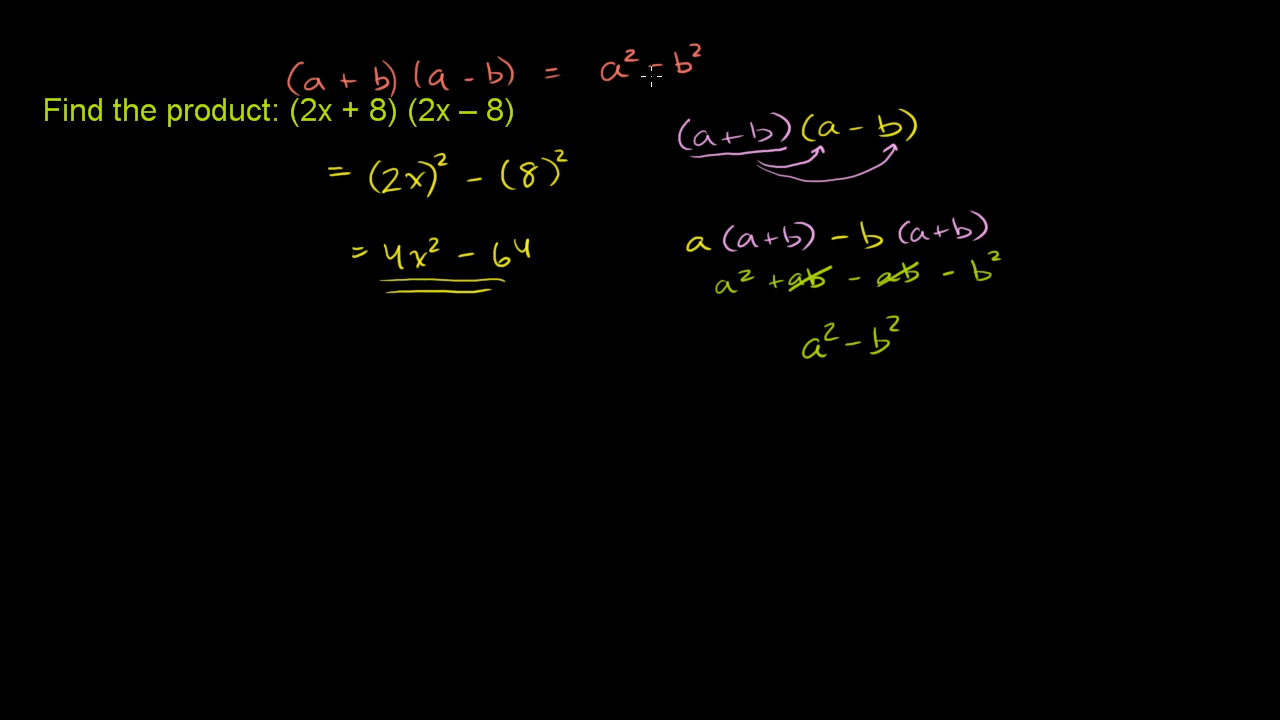 (a + b) (a - b) = a² - b²
Find the product: (2x + 8) (2x – 8)
= (2x)² - (8)²
= 4x² - 64
(a+b)(a - b)
a (a+b) - b (a+b)
a² + ab - ab - b²
a² - b²